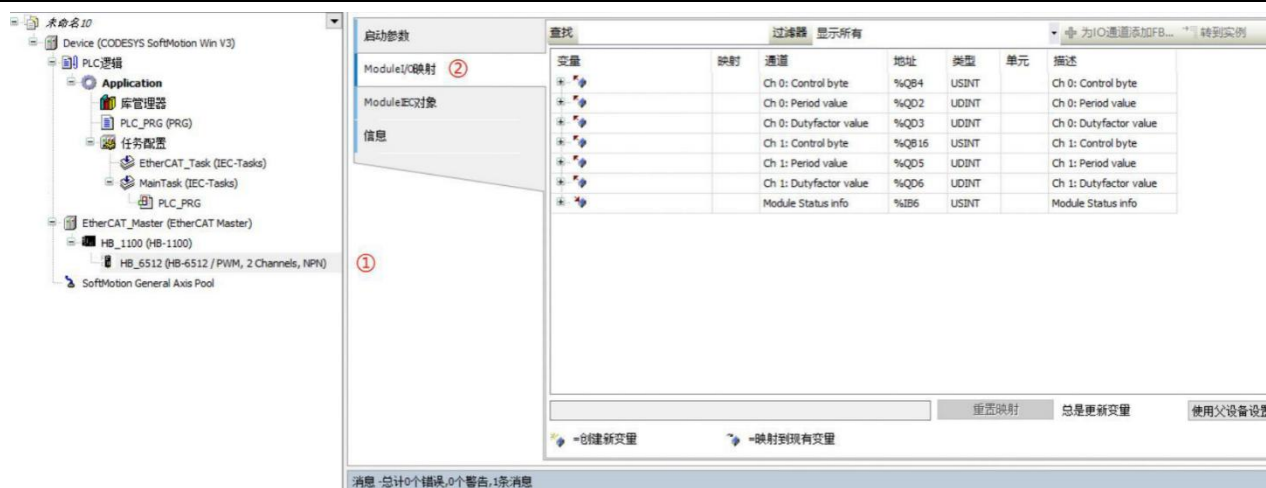 未命名10
Device (CODESYS SoftMotion Win V3)
PLC逻辑
Application
库管理器
PLC_PRG (PRG)
任务配置
EtherCAT_Task (IEC-Tasks)
MainTask (IEC-Tasks)
PLC_PRG
EtherCAT_Master (EtherCAT Master)
HB_1100 (HB-1100)
HB_6512 (HB-6512 / PWM, 2 Channels, NPN)
①
SoftMotion General Axis Pool
启动参数
ModuleI/O映射 ②
ModuleIEC对象
信息
查找 过滤器 显示所有 为IO通道添加FB... 转到实例
变量 映射 通道 地址 类型 单元 描述
Ch 0: Control byte %QB4 USINT Ch 0: Control byte
Ch 0: Period value %QD2 UDINT Ch 0: Period value
Ch 0: Dutyfactor value %QD3 UDINT Ch 0: Dutyfactor value
Ch 1: Control byte %QB16 USINT Ch 1: Control byte
Ch 1: Period value %QD5 UDINT Ch 1: Period value
Ch 1: Dutyfactor value %QD6 UDINT Ch 1: Dutyfactor value
Module Status info %IB6 USINT Module Status info
重置映射 总是更新变量 使用父设备设置
=创建新变量 =映射到现有变量
消息 -总计0个错误,0个警告,1条消息